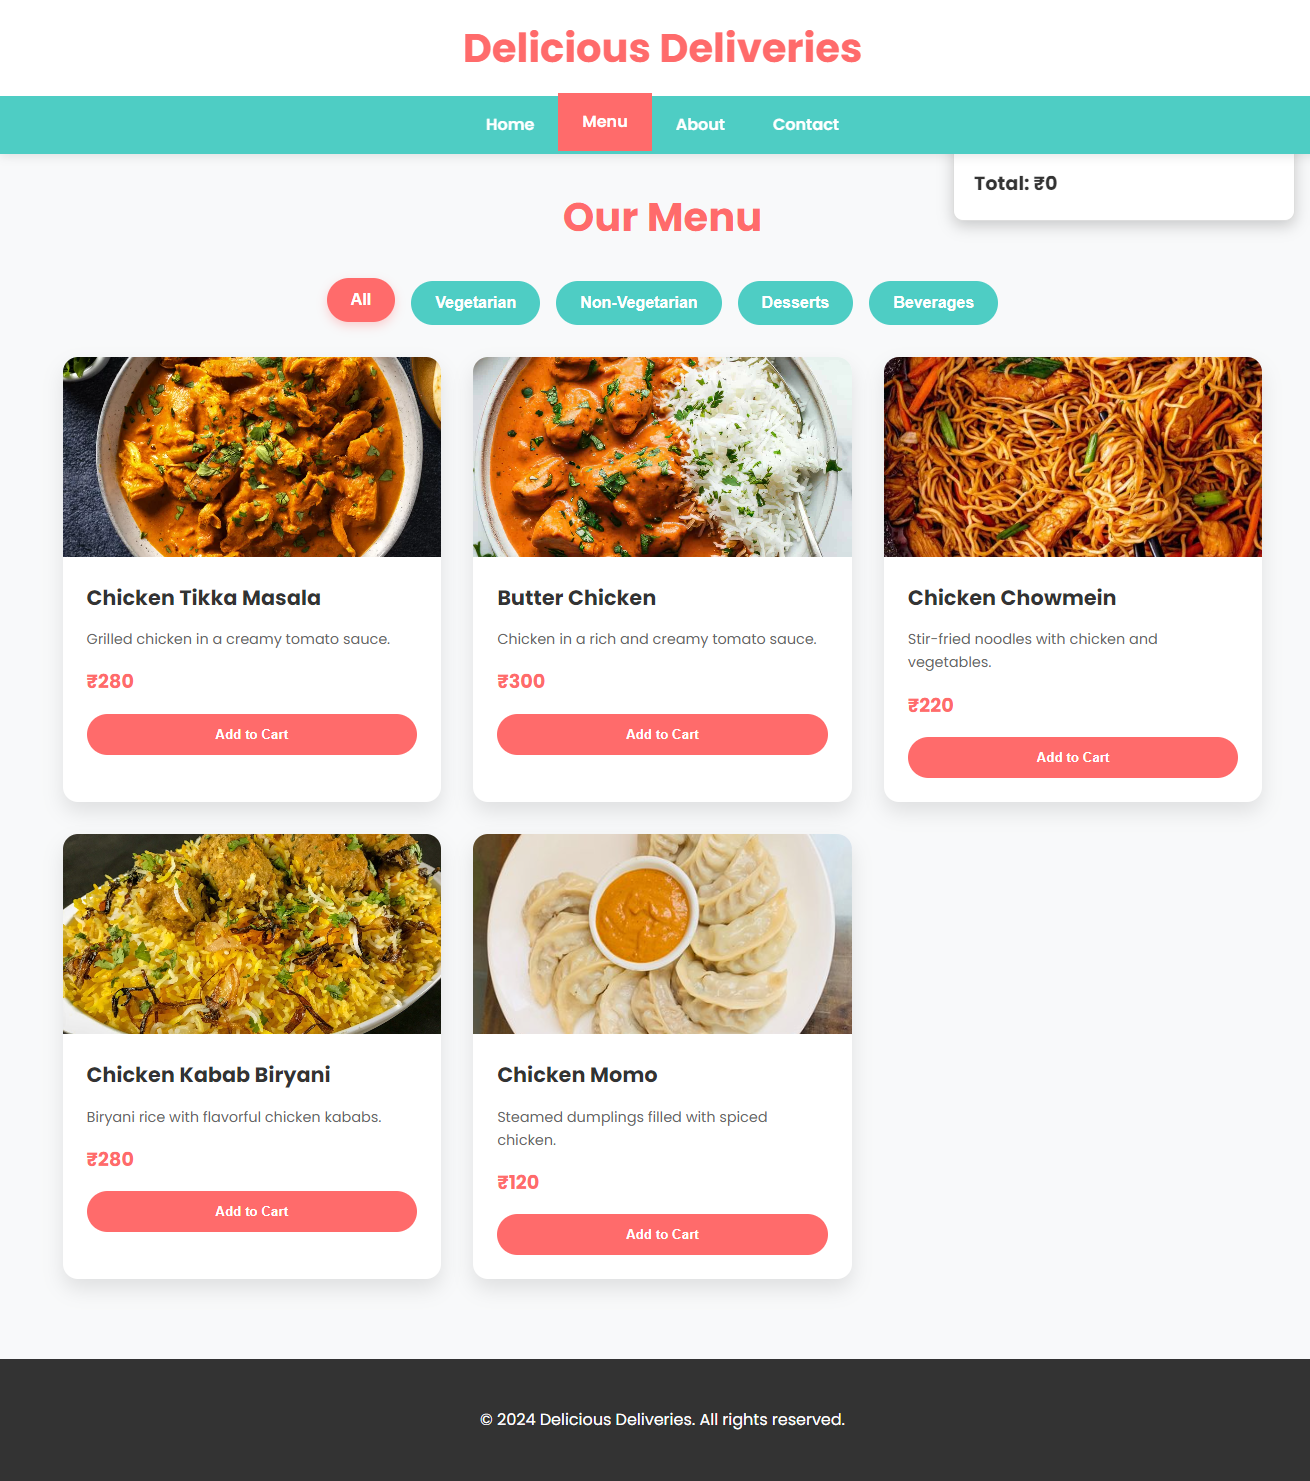 Delicious Deliveries
Home Menu About Contact
Total: ₹0
Our Menu
All Vegetarian Non-Vegetarian Desserts Beverages
Chicken Tikka Masala
Grilled chicken in a creamy tomato sauce.
₹280
Add to Cart
Butter Chicken
Chicken in a rich and creamy tomato sauce.
₹300
Add to Cart
Chicken Chowmein
Stir-fried noodles with chicken and
vegetables.
₹220
Add to Cart
Chicken Kabab Biryani
Biryani rice with flavorful chicken kababs.
₹280
Add to Cart
Chicken Momo
Steamed dumplings filled with spiced
chicken.
₹120
Add to Cart
© 2024 Delicious Deliveries. All rights reserved.